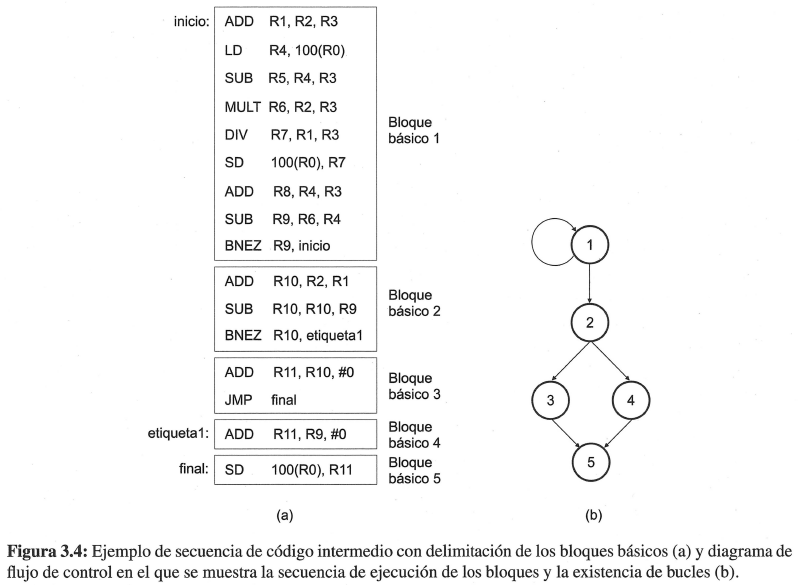 inicio: ADD R1, R2, R3
LD R4, 100(R0)
SUB R5, R4, R3
MULT R6, R2, R3
DIV R7, R1, R3
SD 100(R0), R7
ADD R8, R4, R3
SUB R9, R6, R4
BNEZ R9, inicio
Bloque
básico 1
ADD R10, R2, R1
SUB R10, R10, R9
BNEZ R10, etiqueta1
Bloque
básico 2
ADD R11, R10, #0
JMP final
Bloque
básico 3
etiqueta1: ADD R11, R9, #0
Bloque
básico 4
final: SD 100(R0), R11
Bloque
básico 5
(a)
1
2
3 4
5
(b)
Figura 3.4: Ejemplo de secuencia de código intermedio con delimitación de los bloques básicos (a) y diagrama de
flujo de control en el que se muestra la secuencia de ejecución de los bloques y la existencia de bucles (b).